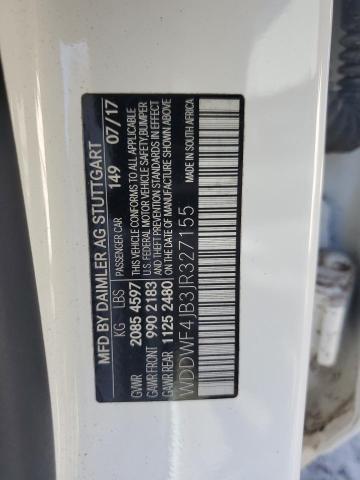 MFD BY DAIMLER AG STUTTGART
KG LBS PASSENGER CAR 149 07/17
GVWR 2085 4597
GAWR FRONT 990 2183
GAWR REAR 1125 2480
THIS VEHICLE CONFORMS TO ALL APPLICABLE
U.S. FEDERAL MOTOR VEHICLE SAFETY,BUMPER
AND THEFT PREVENTION STANDARDS IN EFFECT
ON THE DATE OF MANUFACTURE SHOWN ABOVE
WDDWF4JB3JR327155
MADE IN SOUTH AFRICA